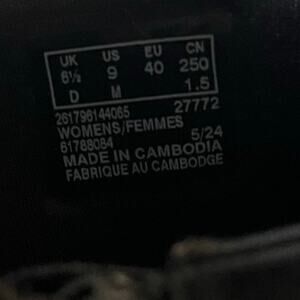 UK US EU CN
6½ 9 40 250
D M 1.5
261796144065 27772
WOMENS/FEMMES
61788084 5/24
MADE IN CAMBODIA
FABRIQUE AU CAMBODGE